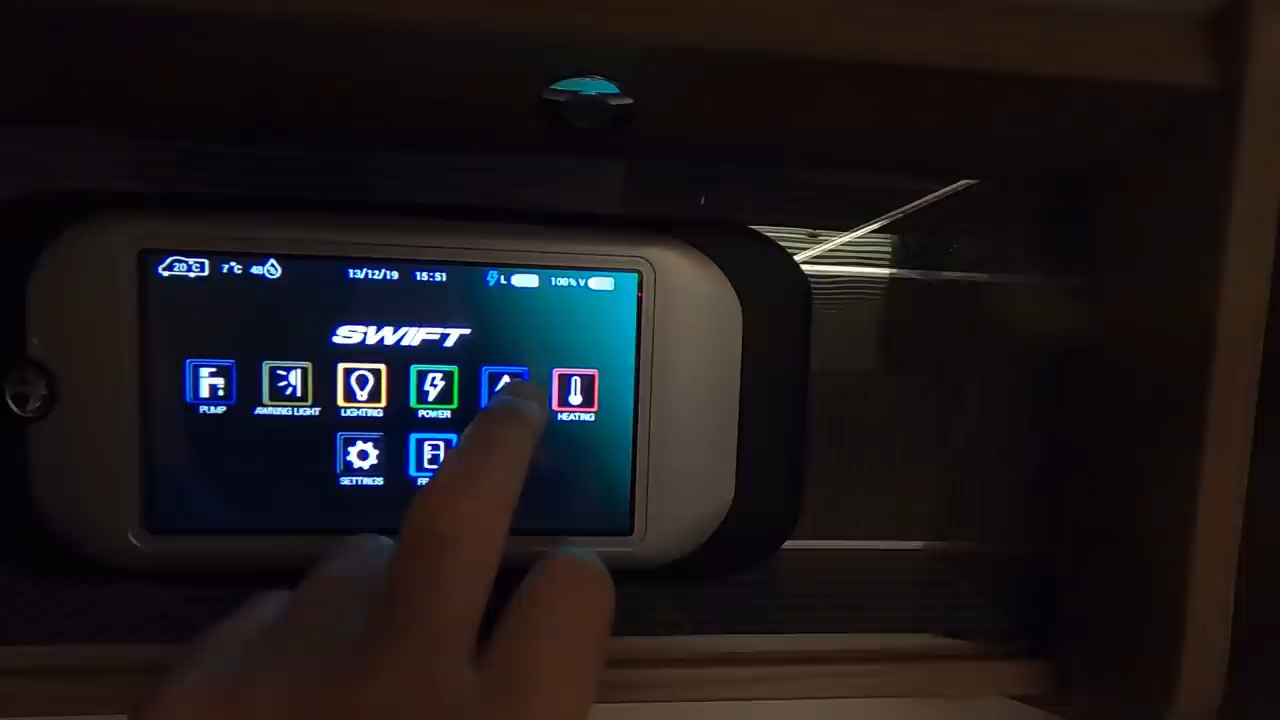 20°C 7°C 48% 13/12/19 15:51 L 100% V
SWIFT
PUMP AWNING LIGHT LIGHTING POWER HEATING
SETTINGS